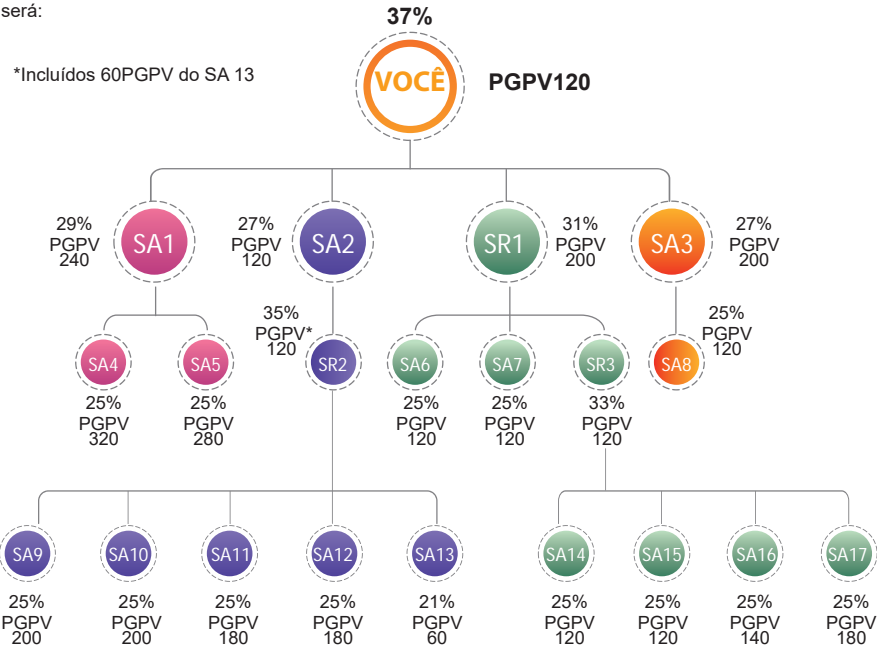 será:
37%
*Incluídos 60PGPV do SA 13
VOCÊ
PGPV120
29%
PGPV
240
SA1
27%
PGPV
120
SA2
SR1
31%
PGPV
200
SA3
27%
PGPV
200
SA4
25%
PGPV
320
SA5
25%
PGPV
280
35%
PGPV*
120
SR2
SA6
25%
PGPV
120
SA7
25%
PGPV
120
SR3
33%
PGPV
120
25%
PGPV
120
SA8
SA9
25%
PGPV
200
SA10
25%
PGPV
200
SA11
25%
PGPV
180
SA12
25%
PGPV
180
SA13
21%
PGPV
60
SA14
25%
PGPV
120
SA15
25%
PGPV
120
SA16
25%
PGPV
140
SA17
25%
PGPV
180